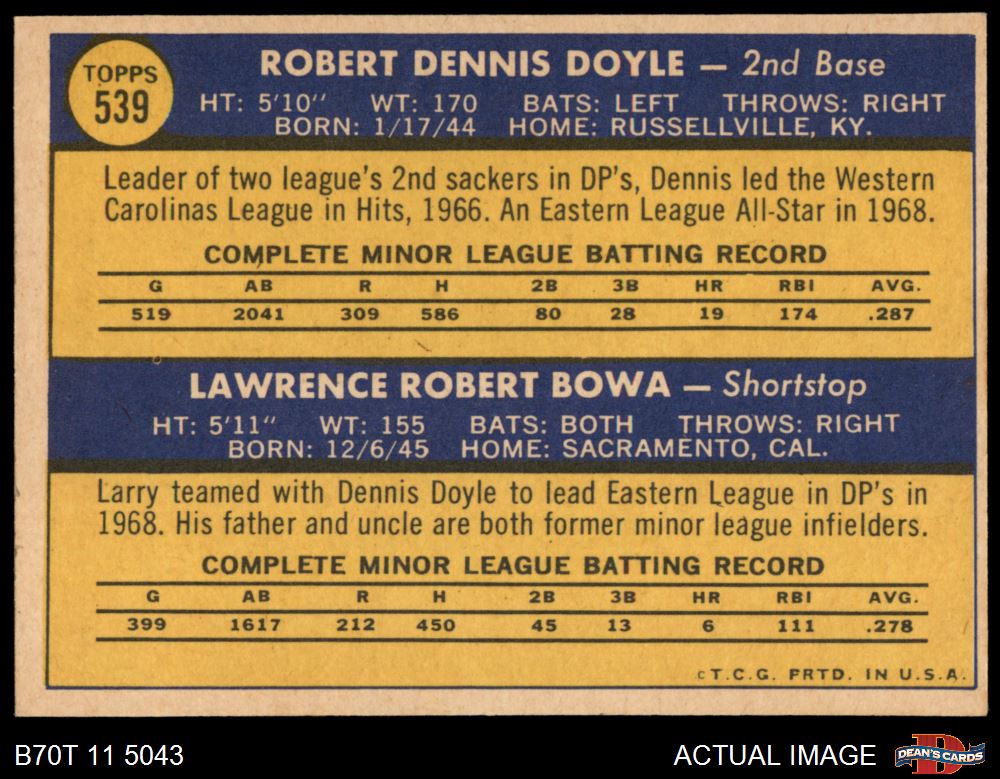 TOPPS
539
ROBERT DENNIS DOYLE — 2nd Base
HT: 5'10" WT: 170 BATS: LEFT THROWS: RIGHT
BORN: 1/17/44 HOME: RUSSELLVILLE, KY.
Leader of two league's 2nd sackers in DP's, Dennis led the Western
Carolinas League in Hits, 1966. An Eastern League All-Star in 1968.
COMPLETE MINOR LEAGUE BATTING RECORD
G AB R H 2B 3B HR RBI AVG.
519 2041 309 586 80 28 19 174 .287
LAWRENCE ROBERT BOWA — Shortstop
HT: 5'11" WT: 155 BATS: BOTH THROWS: RIGHT
BORN: 12/6/45 HOME: SACRAMENTO, CAL.
Larry teamed with Dennis Doyle to lead Eastern League in DP's in
1968. His father and uncle are both former minor league infielders.
COMPLETE MINOR LEAGUE BATTING RECORD
G AB R H 2B 3B HR RBI AVG.
399 1617 212 450 45 13 6 111 .278
©T.C.G. PRTD. IN U.S.A.
B70T 11 5043 ACTUAL IMAGE DEAN'S CARDS